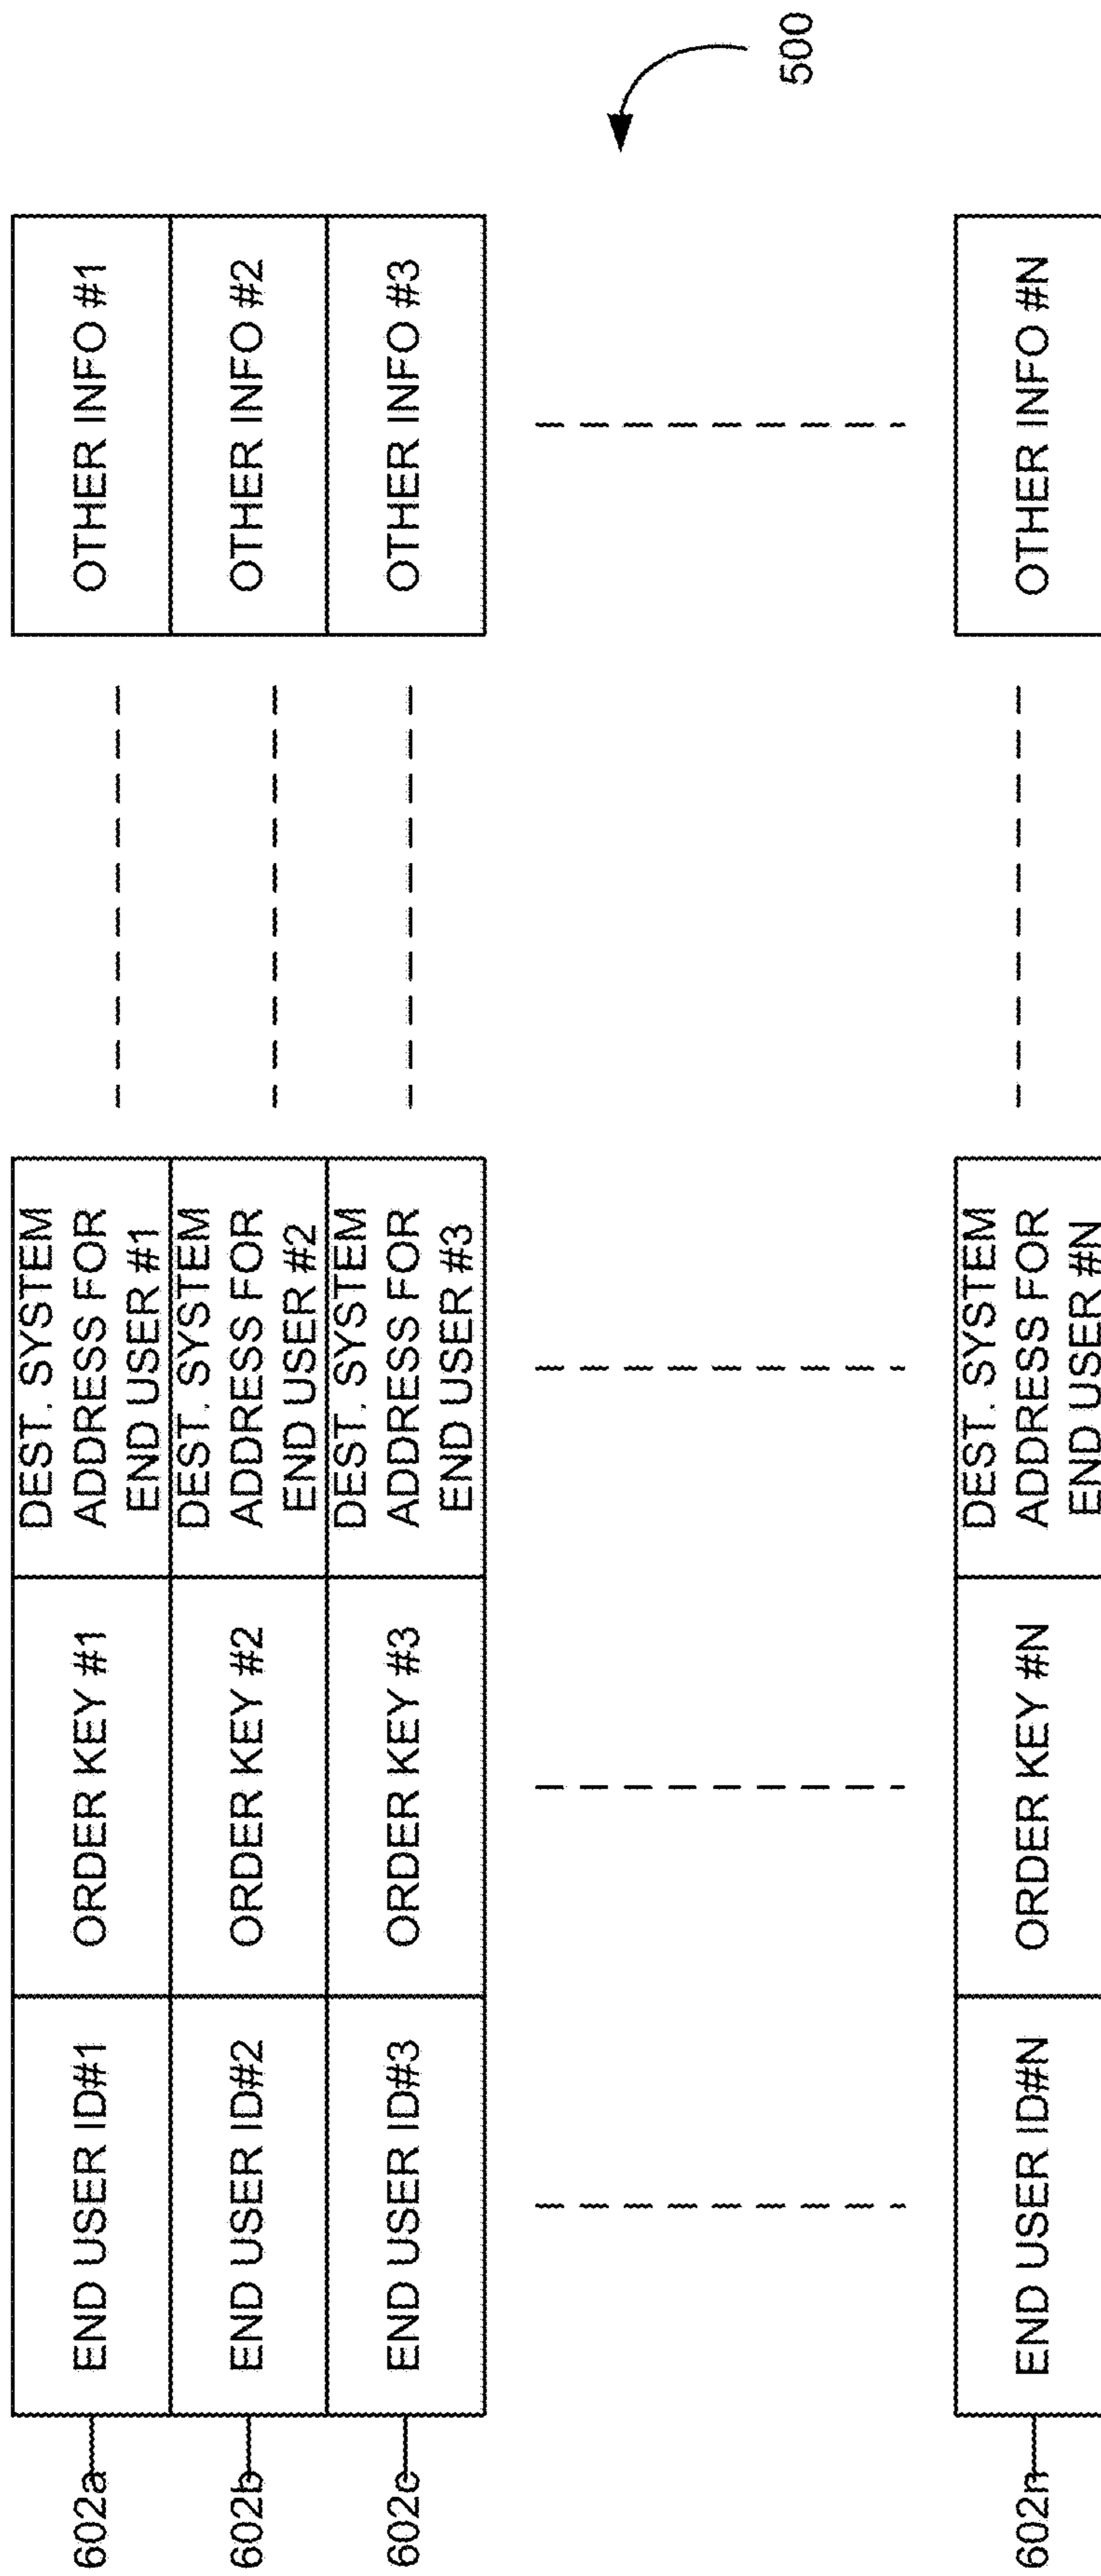 602a
END USER ID#1
ORDER KEY #1
DEST. SYSTEM
ADDRESS FOR
END USER #1
OTHER INFO #1
602b
END USER ID#2
ORDER KEY #2
DEST. SYSTEM
ADDRESS FOR
END USER #2
OTHER INFO #2
602c
END USER ID#3
ORDER KEY #3
DEST. SYSTEM
ADDRESS FOR
END USER #3
OTHER INFO #3
500
602n
END USER ID#N
ORDER KEY #N
DEST. SYSTEM
ADDRESS FOR
END USER #N
OTHER INFO #N